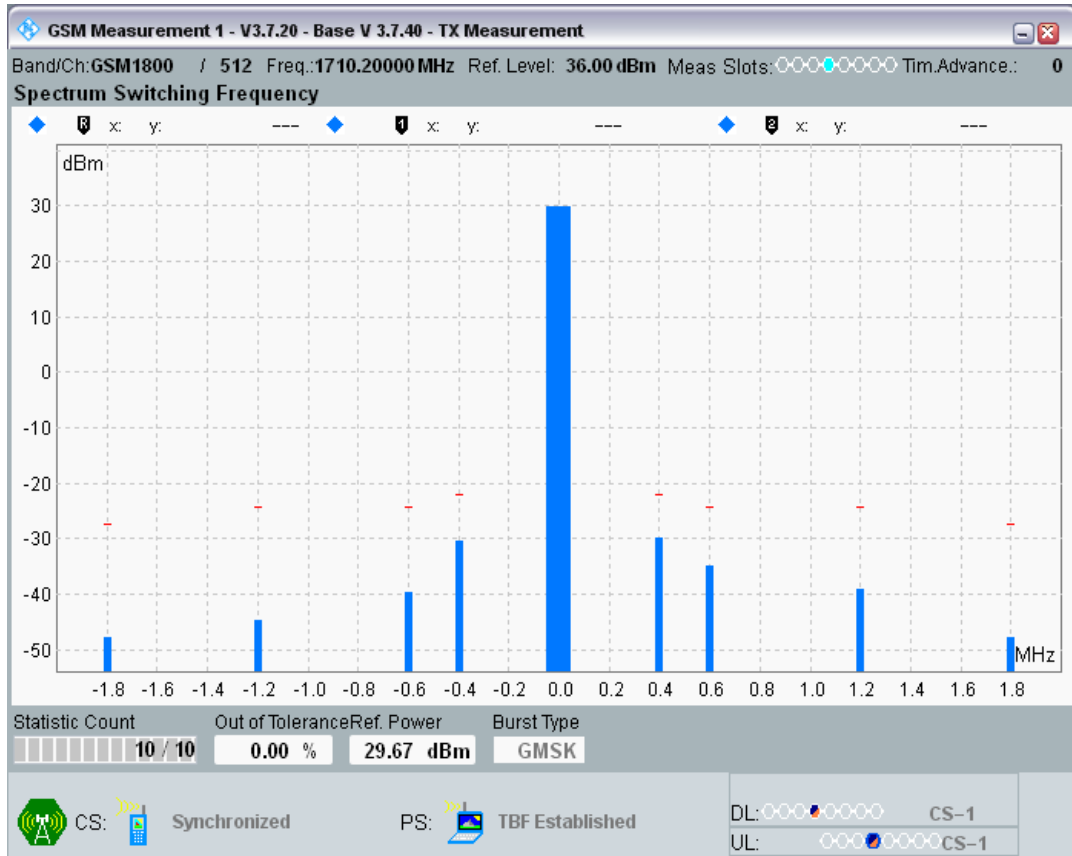 GSM Measurement 1 - V3.7.20 - Base V 3.7.40 - TX Measurement
Band/Ch:GSM1800 / 512 Freq.:1710.20000 MHz Ref. Level: 36.00 dBm Meas Slots: Tim.Advance.: 0
Spectrum Switching Frequency
R x: y: --- 1 x: y: --- 2 x: y: ---
dBm
30
20
10
0
-10
-20
-30
-40
-50
MHz
-1.8 -1.6 -1.4 -1.2 -1.0 -0.8 -0.6 -0.4 -0.2 0.0 0.2 0.4 0.6 0.8 1.0 1.2 1.4 1.6 1.8
Statistic Count Out of Tolerance Ref. Power Burst Type
10 / 10 0.00 % 29.67 dBm GMSK
CS: Synchronized PS: TBF Established
DL: CS-1
UL: CS-1